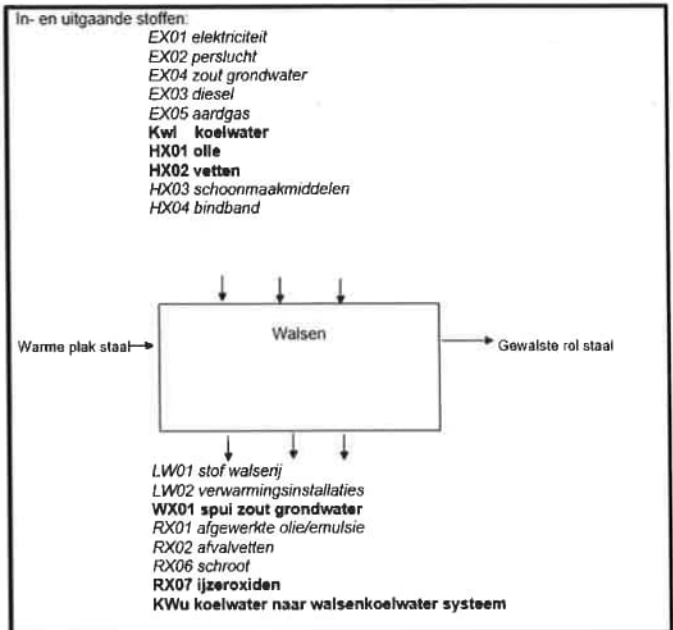 In- en uitgaande stoffen:
EX01 elektriciteit
EX02 perslucht
EX04 zout grondwater
EX03 diesel
EX05 aardgas
Kwl koelwater
HX01 olle
HX02 vetten
HX03 schoonmaakmiddelen
HX04 bindband
Walsen
Warme plak staal
Gewalste rol staal
LW01 stof walserij
LW02 verwarmingsinstallaties
WX01 spui zout grondwater
RX01 afgewerkte olie/emulsie
RX02 afvalvetten
RX06 schroot
RX07 ijzeroxiden
KWu koelwater naar walsenkoelwater systeem